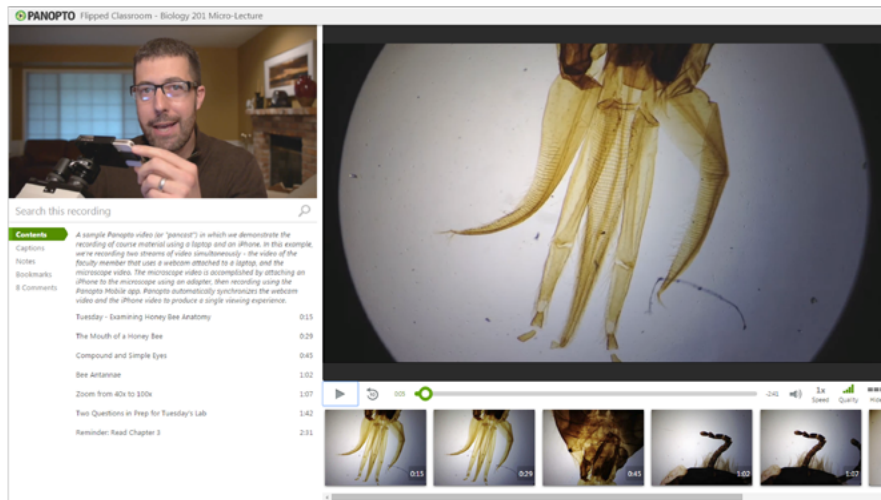 PANOPTO Flipped Classroom - Biology 201 Micro-Lecture
Search this recording
Contents
Captions
Notes
Bookmarks
8 Comments
A sample Panopto video (or "pancast") in which we demonstrate the
recording of course material using a laptop and an iPhone. In this example,
we're recording two streams of video simultaneously - the video of the
faculty member that uses a webcam attached to a laptop, and the
microscope video. The microscope video is accomplished by attaching an
iPhone to the microscope using an adapter, then recording using the
Panopto Mobile app. Panopto automatically synchronizes the webcam
video and the iPhone video to produce a single viewing experience.
Tuesday - Examining Honey Bee Anatomy 0:15
The Mouth of a Honey Bee 0:29
Compound and Simple Eyes 0:45
Bee Antannae 1:02
Zoom from 40x to 100x 1:07
Two Questions in Prep for Tuesday's Lab 1:42
Reminder: Read Chapter 3 2:31
0:05 -2:41 1x
Speed Quality
0:15 0:29 0:45 1:02 1:07